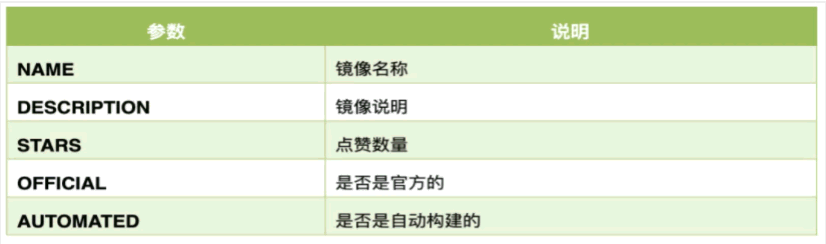 参数 说明
NAME 镜像名称
DESCRIPTION 镜像说明
STARS 点赞数量
OFFICIAL 是否是官方的
AUTOMATED 是否是自动构建的